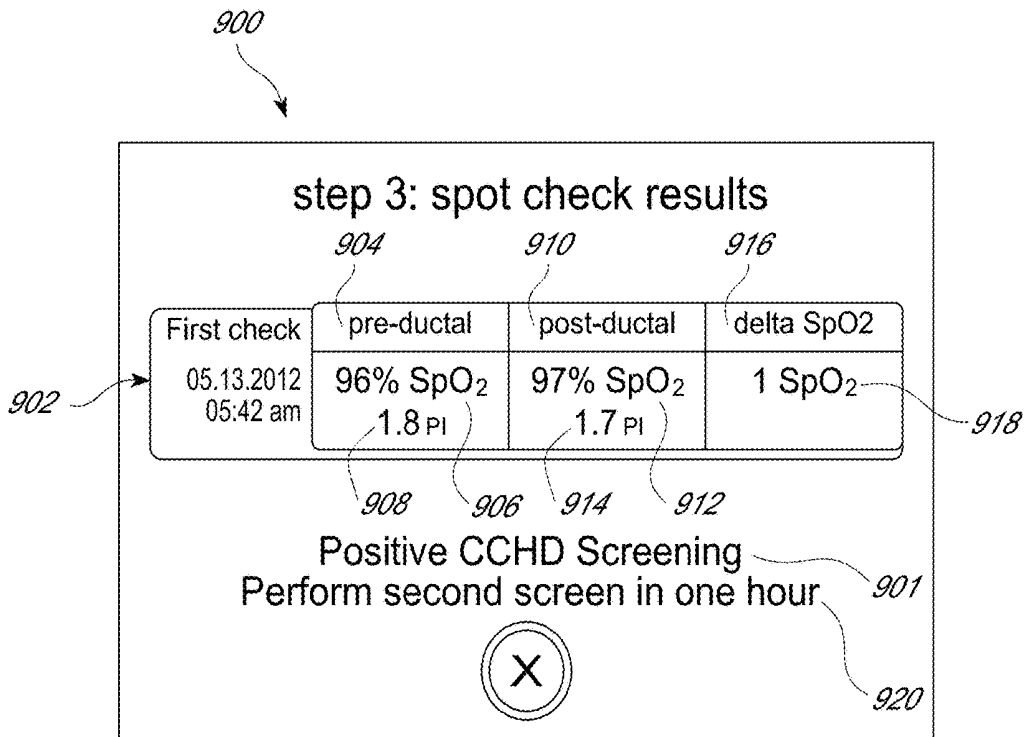 900
step 3: spot check results
904 910 916
First check pre-ductal post-ductal delta SpO2
902 05.13.2012 96% SpO₂ 97% SpO₂ 1 SpO₂
05:42 am 1.8 PI 1.7 PI 918
908 906 914 912
Positive CCHD Screening 901
Perform second screen in one hour
X 920